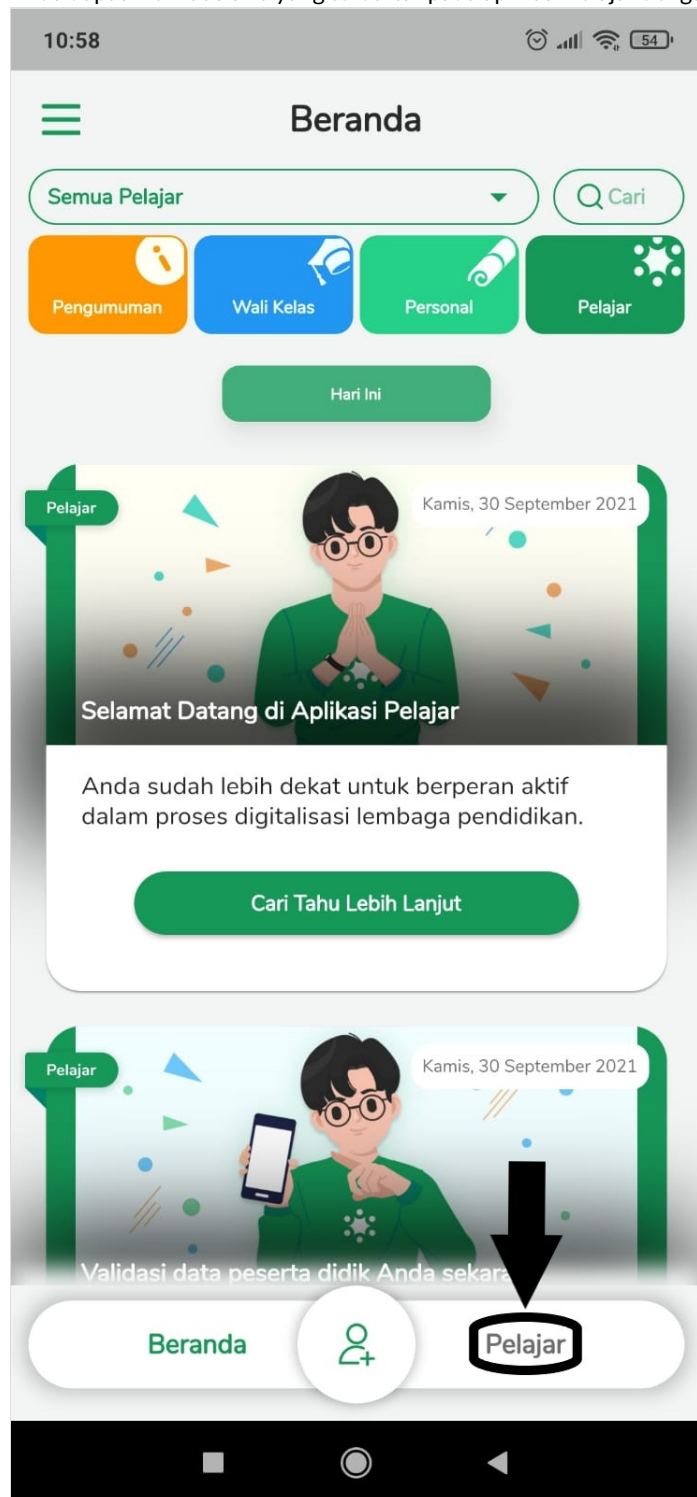 10:58
54
Beranda
Semua Pelajar
Cari
Pengumuman
Wali Kelas
Personal
Pelajar
Hari Ini
Pelajar
Kamis, 30 September 2021
Selamat Datang di Aplikasi Pelajar
Anda sudah lebih dekat untuk berperan aktif
dalam proses digitalisasi lembaga pendidikan.
Cari Tahu Lebih Lanjut
Pelajar
Kamis, 30 September 2021
Validasi data peserta didik Anda
Beranda
Pelajar